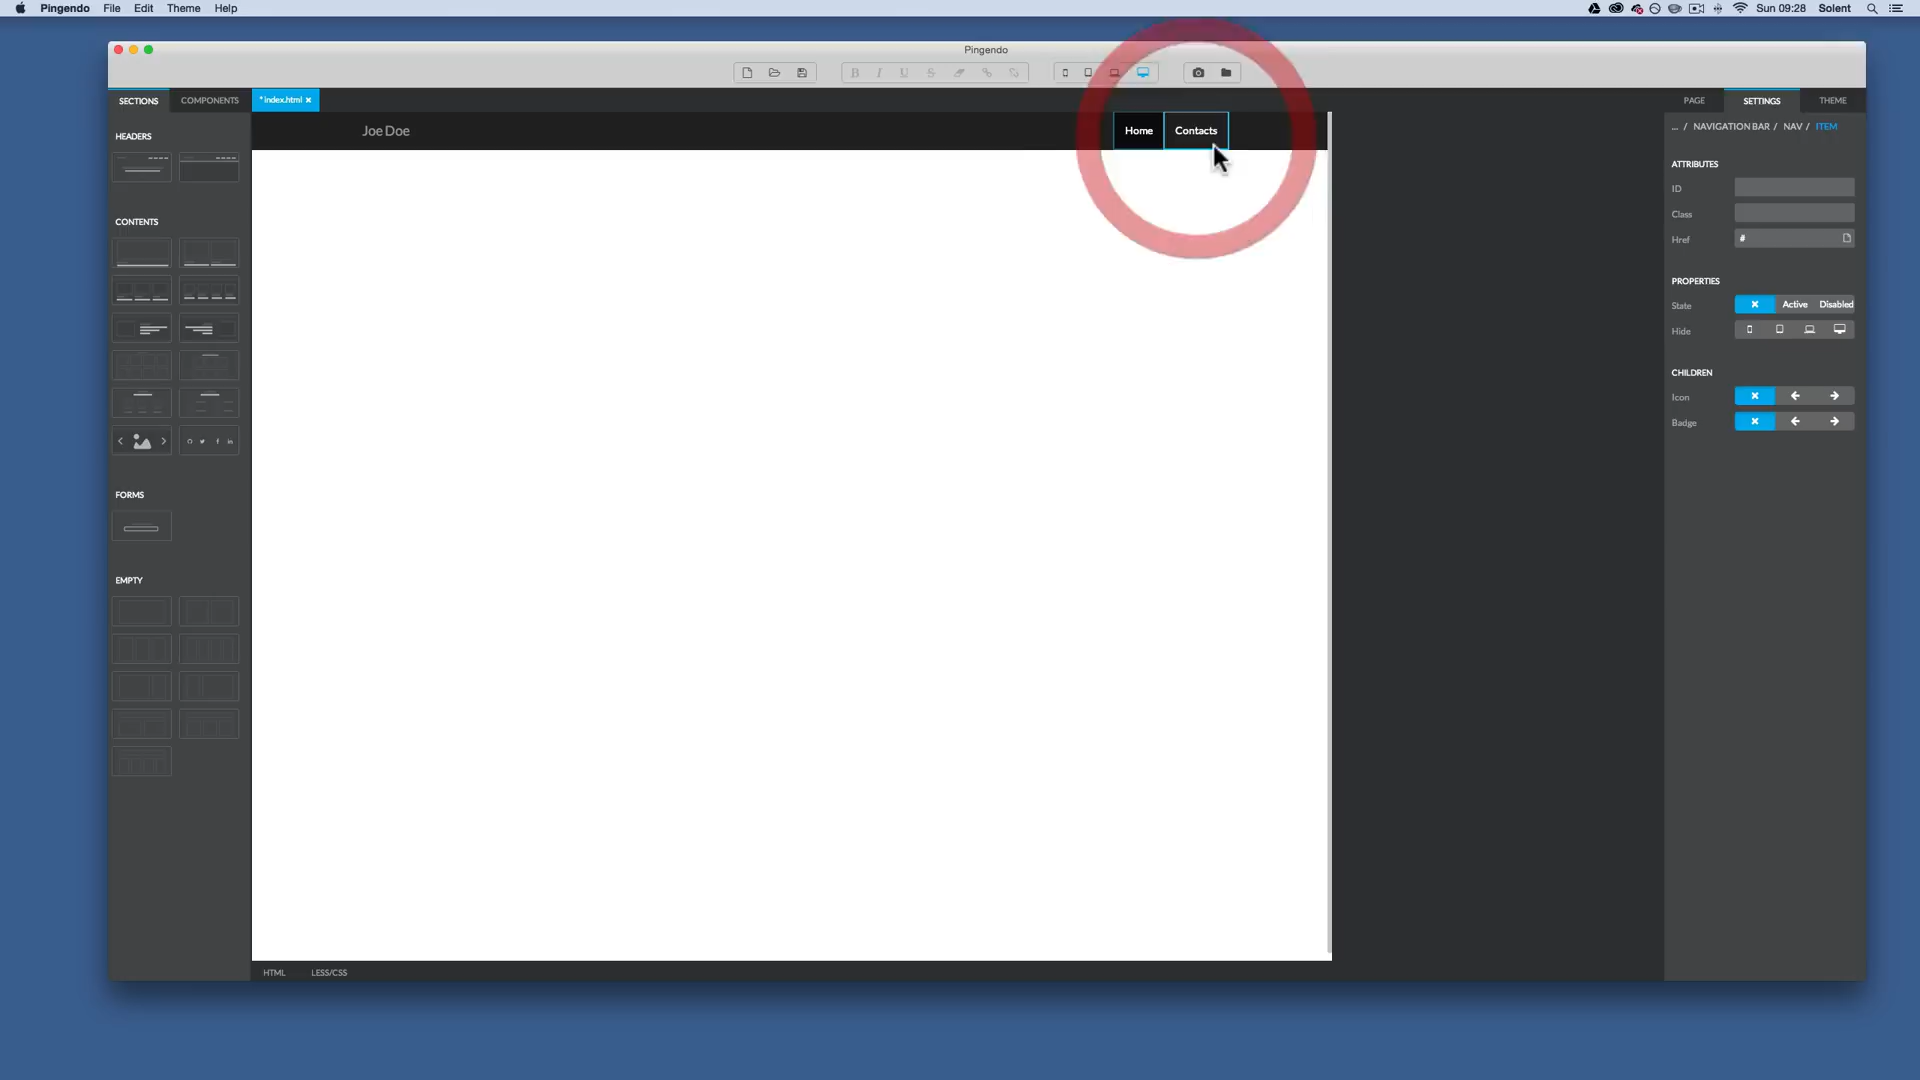 Pingendo File Edit Theme Help
Sun 09:28 Solent
Pingendo
B I U S
SECTIONS COMPONENTS *index.html
PAGE SETTINGS THEME
... / NAVIGATION BAR / NAV / ITEM
Joe Doe Home Contacts
HEADERS
CONTENTS
FORMS
EMPTY
ATTRIBUTES
ID
Class
Href #
PROPERTIES
State Active Disabled
Hide
CHILDREN
Icon
Badge
HTML LESS/CSS